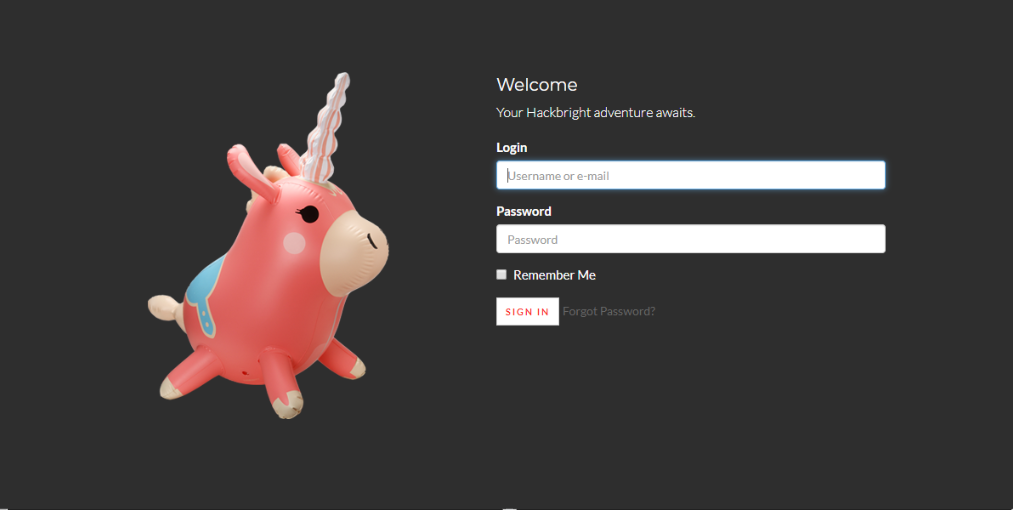 Welcome
Your Hackbright adventure awaits.
Login
Username or e-mail
Password
Password
Remember Me
SIGN IN Forgot Password?